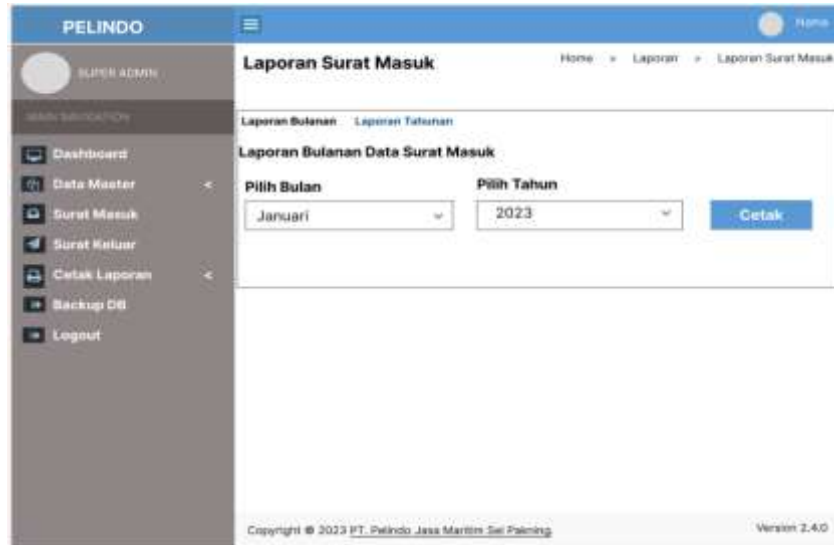 PELINDO
Nama
SUPER ADMIN
Laporan Surat Masuk
Home > Laporan > Laporan Surat Masuk
MAIN NAVIGATION
Laporan Bulanan Laporan Tahunan
Dashboard
Laporan Bulanan Data Surat Masuk
Data Master <
Pilih Bulan Pilih Tahun
Surat Masuk
Januari 2023 Cetak
Surat Keluar
Cetak Laporan <
Backup DB
Logout
Copyright © 2023 PT. Pelindo Jasa Maritim Sei Pakning.
Version 2.4.0